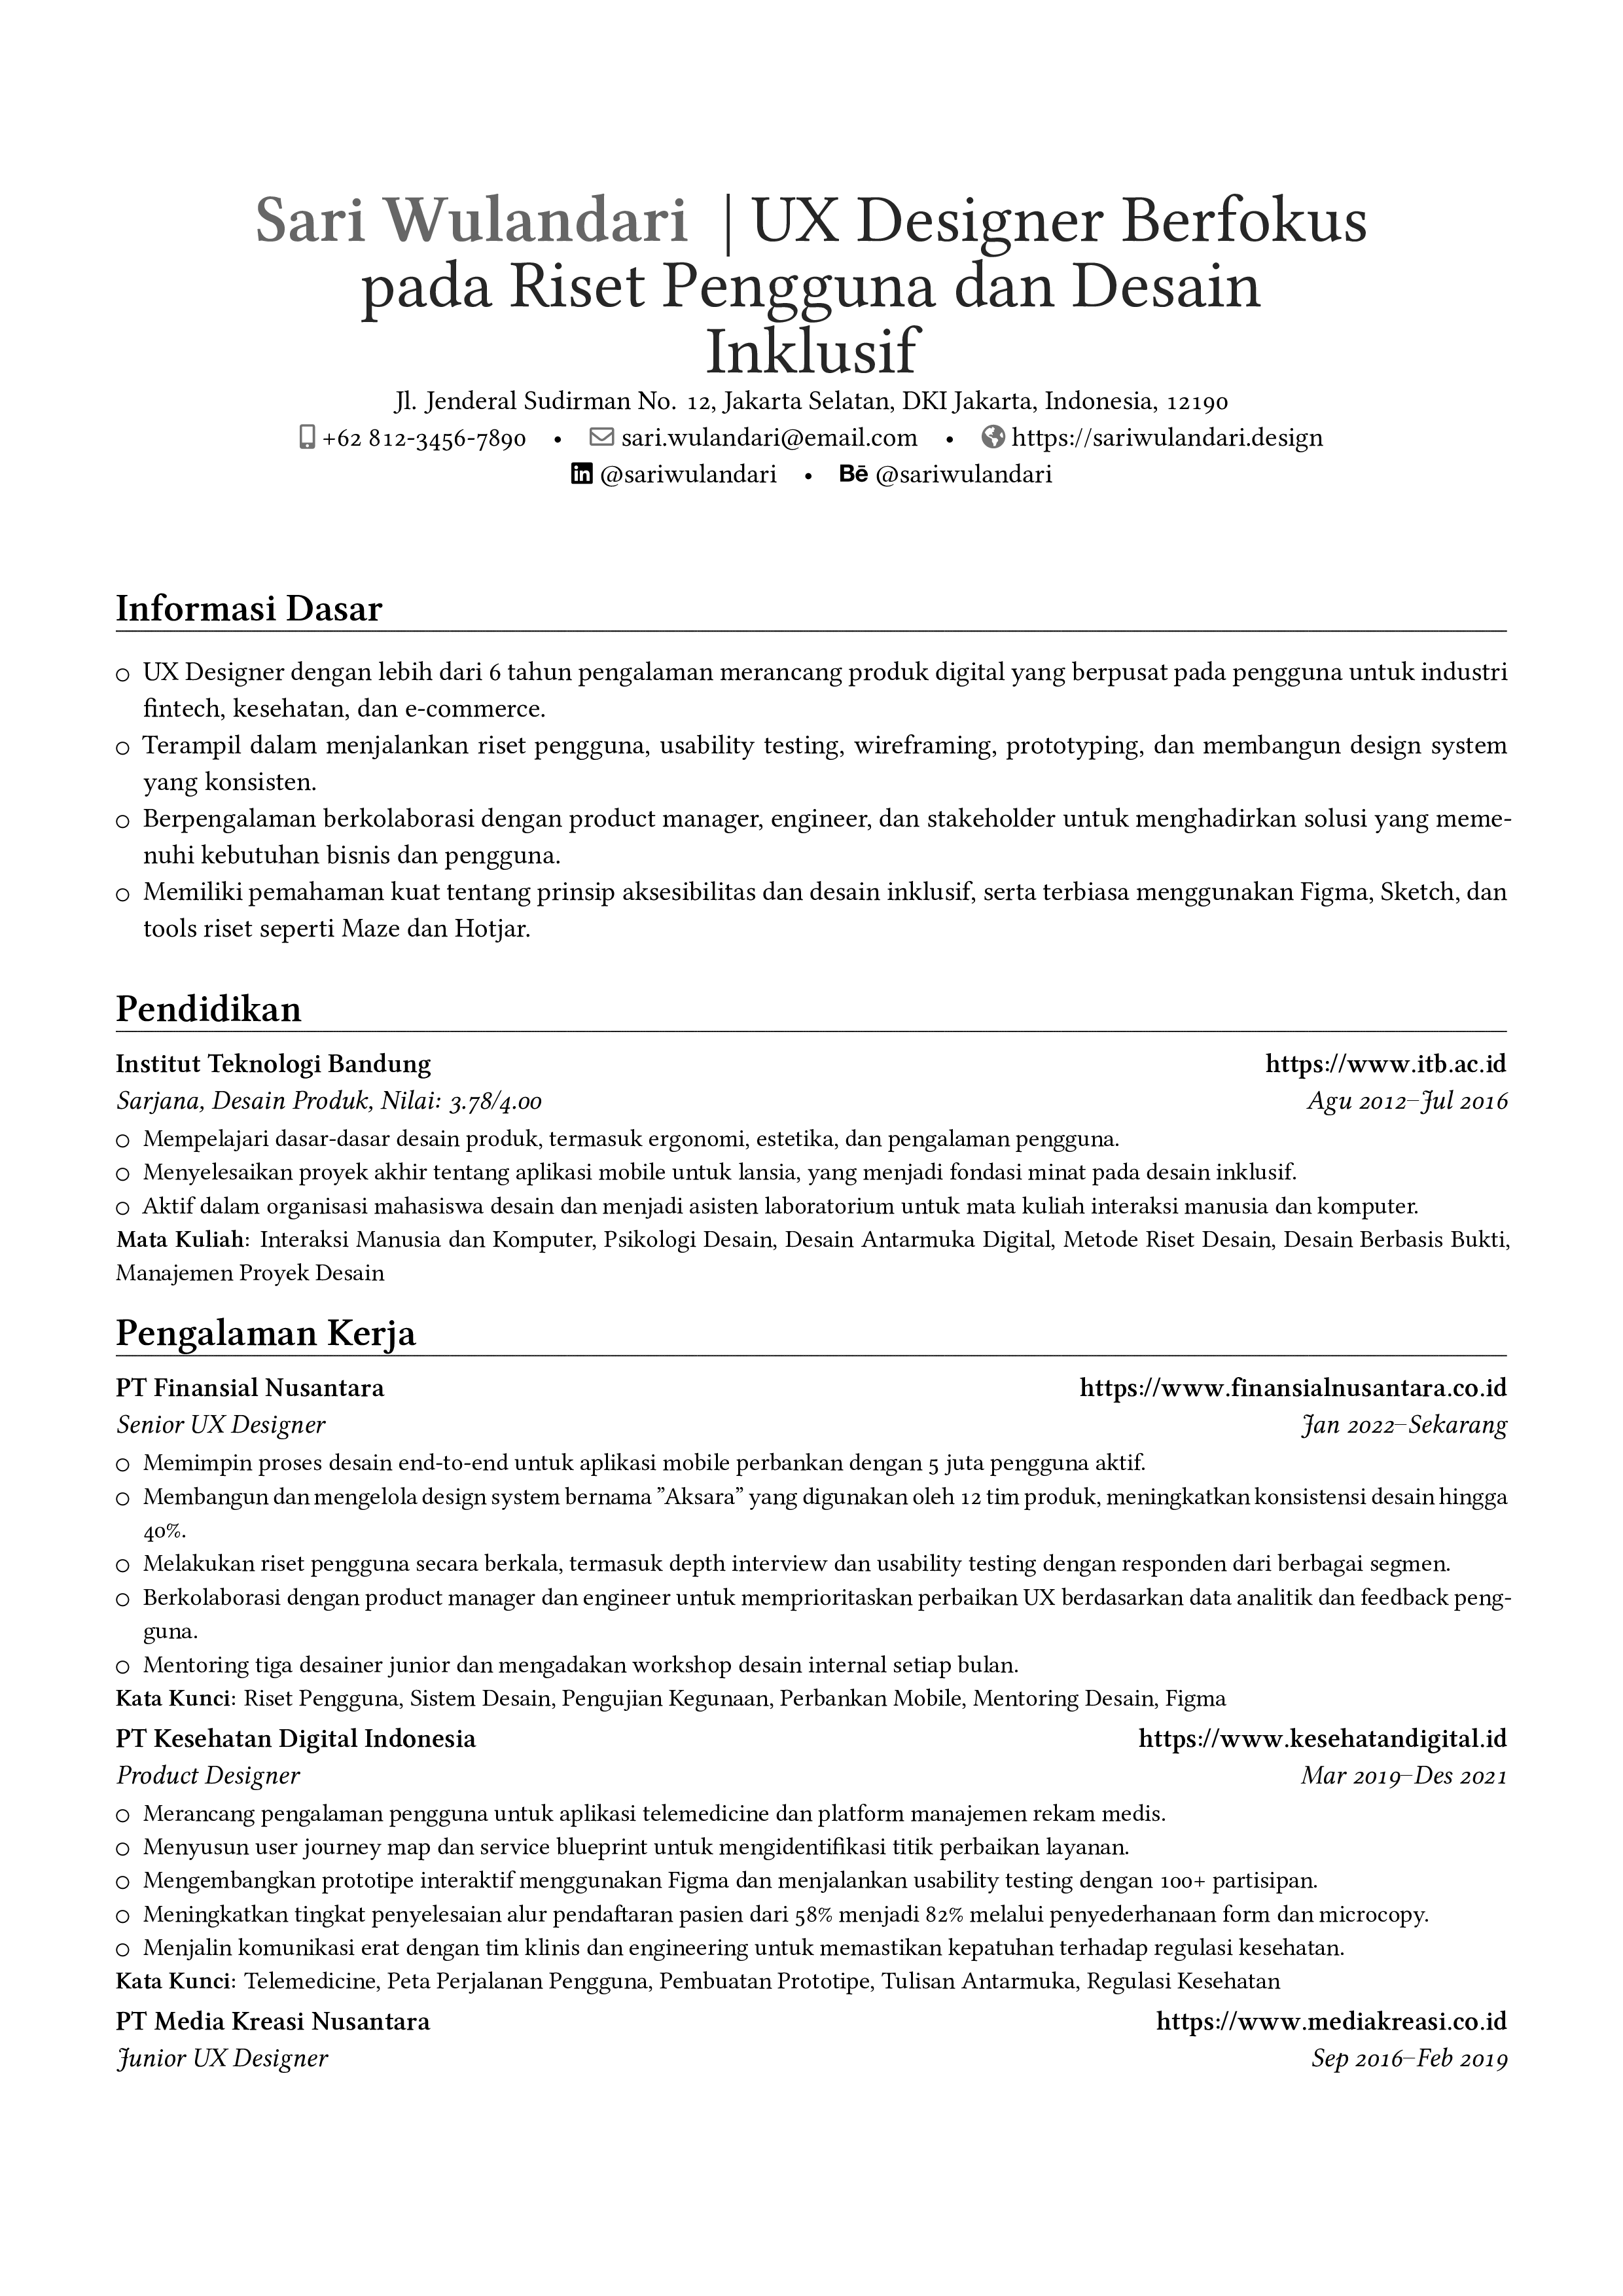 Sari Wulandari | UX Designer Berfokus
pada Riset Pengguna dan Desain
Inklusif
Jl. Jenderal Sudirman No. 12, Jakarta Selatan, DKI Jakarta, Indonesia, 12190
+62 812-3456-7890 • sari.wulandari@email.com • https://sariwulandari.design
in @sariwulandari • Bē @sariwulandari
Informasi Dasar
○ UX Designer dengan lebih dari 6 tahun pengalaman merancang produk digital yang berpusat pada pengguna untuk industri
fintech, kesehatan, dan e-commerce.
○ Terampil dalam menjalankan riset pengguna, usability testing, wireframing, prototyping, dan membangun design system
yang konsisten.
○ Berpengalaman berkolaborasi dengan product manager, engineer, dan stakeholder untuk menghadirkan solusi yang meme-
nuhi kebutuhan bisnis dan pengguna.
○ Memiliki pemahaman kuat tentang prinsip aksesibilitas dan desain inklusif, serta terbiasa menggunakan Figma, Sketch, dan
tools riset seperti Maze dan Hotjar.
Pendidikan
Institut Teknologi Bandung https://www.itb.ac.id
Sarjana, Desain Produk, Nilai: 3.78/4.00 Agu 2012–Jul 2016
○ Mempelajari dasar-dasar desain produk, termasuk ergonomi, estetika, dan pengalaman pengguna.
○ Menyelesaikan proyek akhir tentang aplikasi mobile untuk lansia, yang menjadi fondasi minat pada desain inklusif.
○ Aktif dalam organisasi mahasiswa desain dan menjadi asisten laboratorium untuk mata kuliah interaksi manusia dan komputer.
Mata Kuliah: Interaksi Manusia dan Komputer, Psikologi Desain, Desain Antarmuka Digital, Metode Riset Desain, Desain Berbasis Bukti,
Manajemen Proyek Desain
Pengalaman Kerja
PT Finansial Nusantara https://www.finansialnusantara.co.id
Senior UX Designer Jan 2022–Sekarang
○ Memimpin proses desain end-to-end untuk aplikasi mobile perbankan dengan 5 juta pengguna aktif.
○ Membangun dan mengelola design system bernama ”Aksara” yang digunakan oleh 12 tim produk, meningkatkan konsistensi desain hingga
40%.
○ Melakukan riset pengguna secara berkala, termasuk depth interview dan usability testing dengan responden dari berbagai segmen.
○ Berkolaborasi dengan product manager dan engineer untuk memprioritaskan perbaikan UX berdasarkan data analitik dan feedback peng-
guna.
○ Mentoring tiga desainer junior dan mengadakan workshop desain internal setiap bulan.
Kata Kunci: Riset Pengguna, Sistem Desain, Pengujian Kegunaan, Perbankan Mobile, Mentoring Desain, Figma
PT Kesehatan Digital Indonesia https://www.kesehatandigital.id
Product Designer Mar 2019–Des 2021
○ Merancang pengalaman pengguna untuk aplikasi telemedicine dan platform manajemen rekam medis.
○ Menyusun user journey map dan service blueprint untuk mengidentifikasi titik perbaikan layanan.
○ Mengembangkan prototipe interaktif menggunakan Figma dan menjalankan usability testing dengan 100+ partisipan.
○ Meningkatkan tingkat penyelesaian alur pendaftaran pasien dari 58% menjadi 82% melalui penyederhanaan form dan microcopy.
○ Menjalin komunikasi erat dengan tim klinis dan engineering untuk memastikan kepatuhan terhadap regulasi kesehatan.
Kata Kunci: Telemedicine, Peta Perjalanan Pengguna, Pembuatan Prototipe, Tulisan Antarmuka, Regulasi Kesehatan
PT Media Kreasi Nusantara https://www.mediakreasi.co.id
Junior UX Designer Sep 2016–Feb 2019